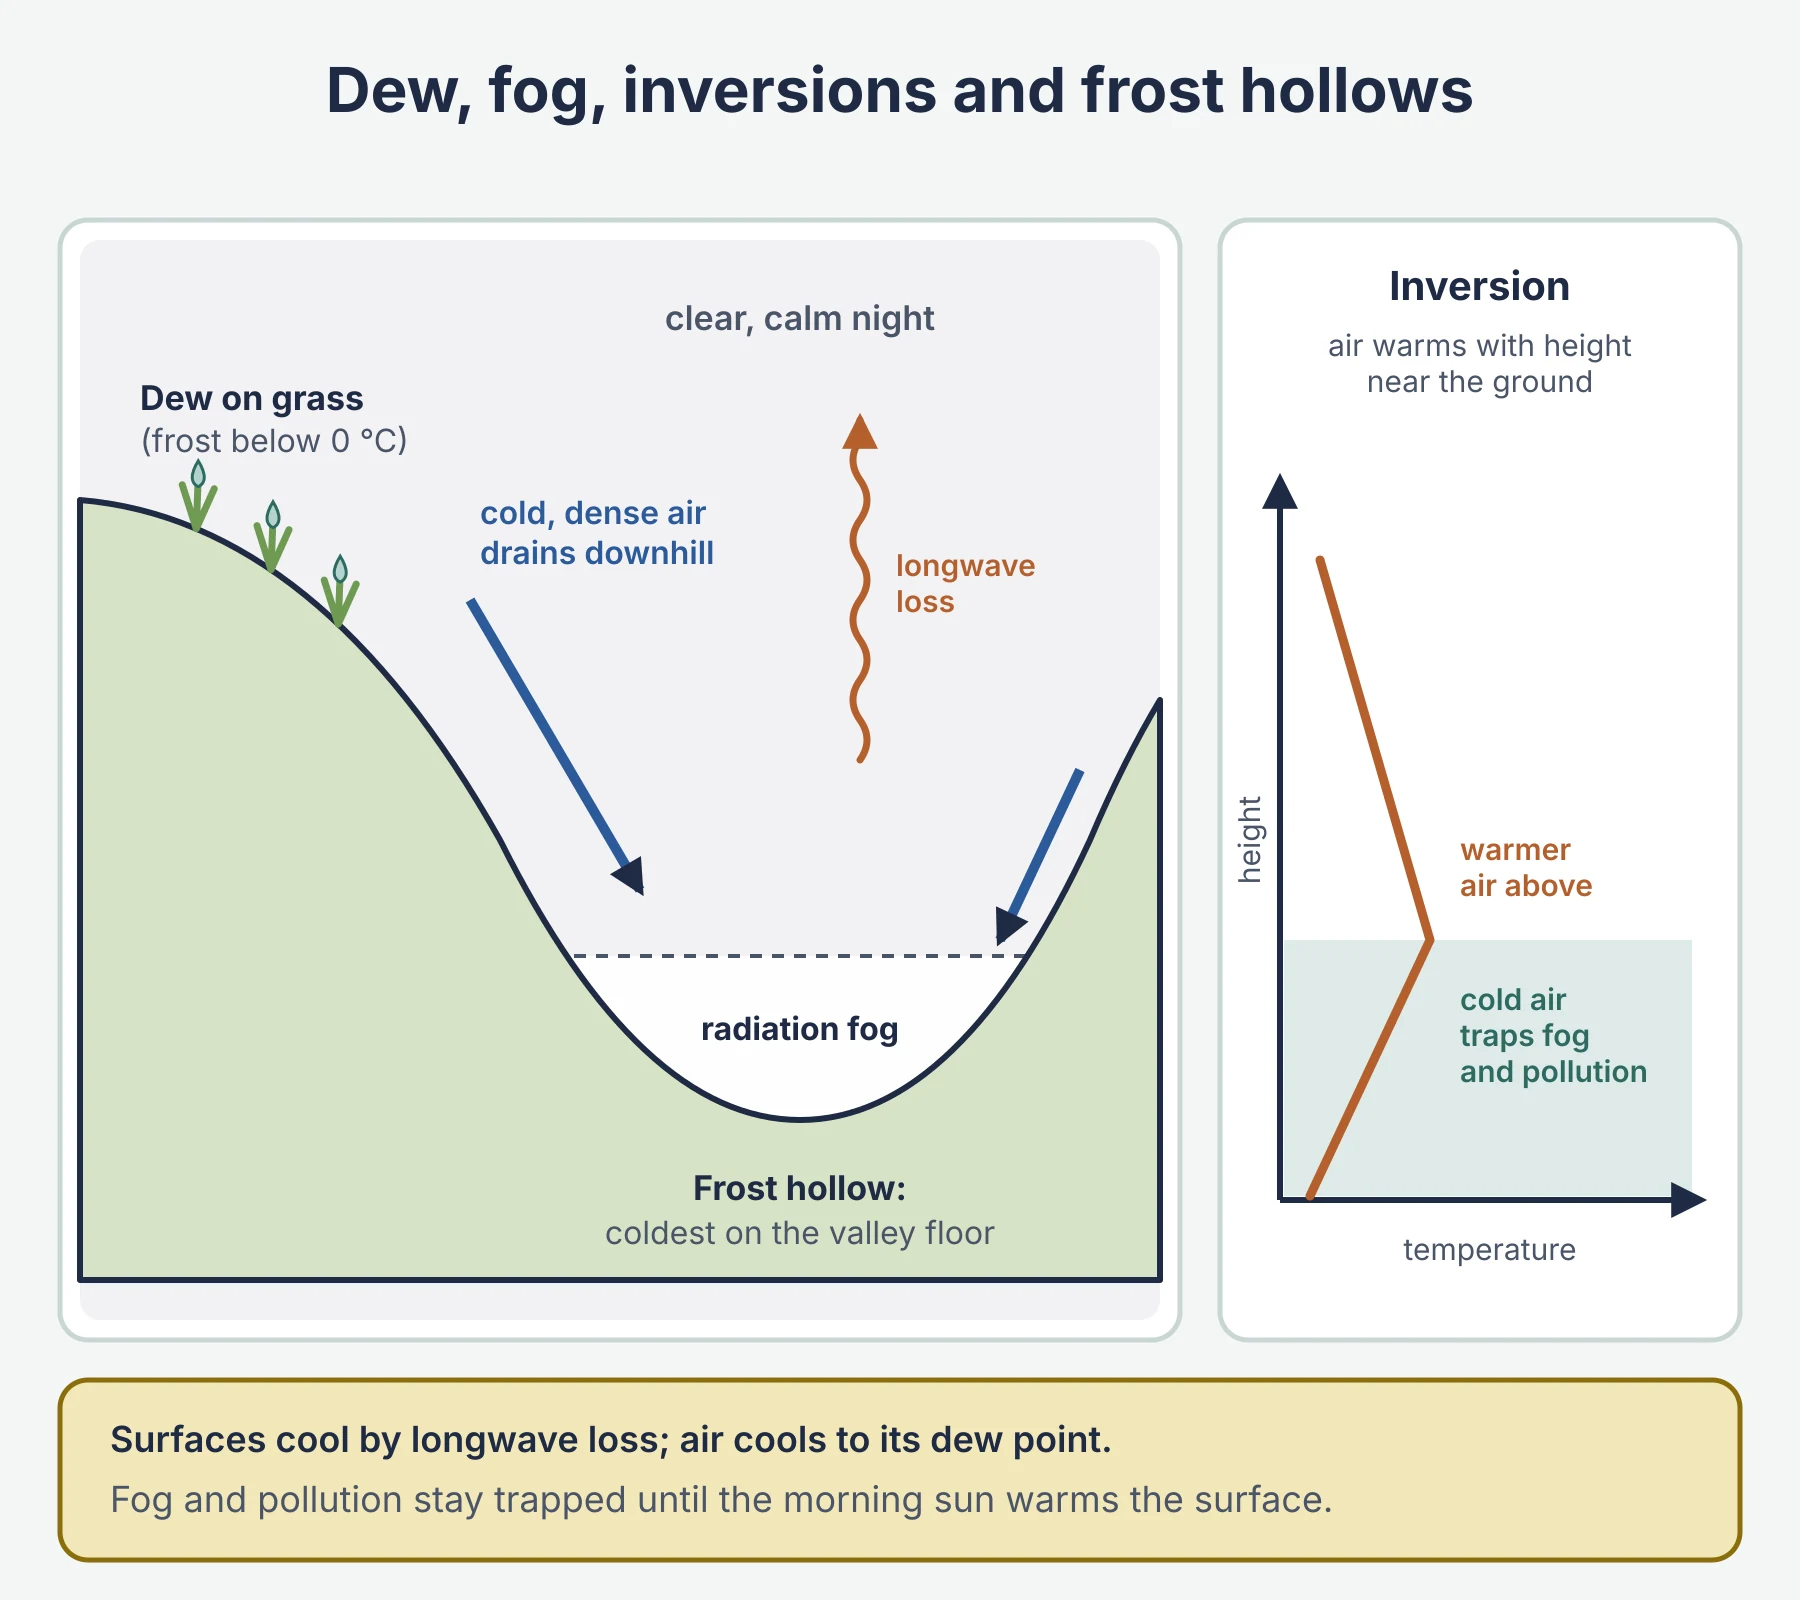 Dew, fog, inversions and frost hollows
clear, calm night
Dew on grass
(frost below 0 °C)
cold, dense air
drains downhill
longwave
loss
radiation fog
Frost hollow:
coldest on the valley floor
Inversion
air warms with height
near the ground
height
warmer
air above
cold air
traps fog
and pollution
temperature
Surfaces cool by longwave loss; air cools to its dew point.
Fog and pollution stay trapped until the morning sun warms the surface.